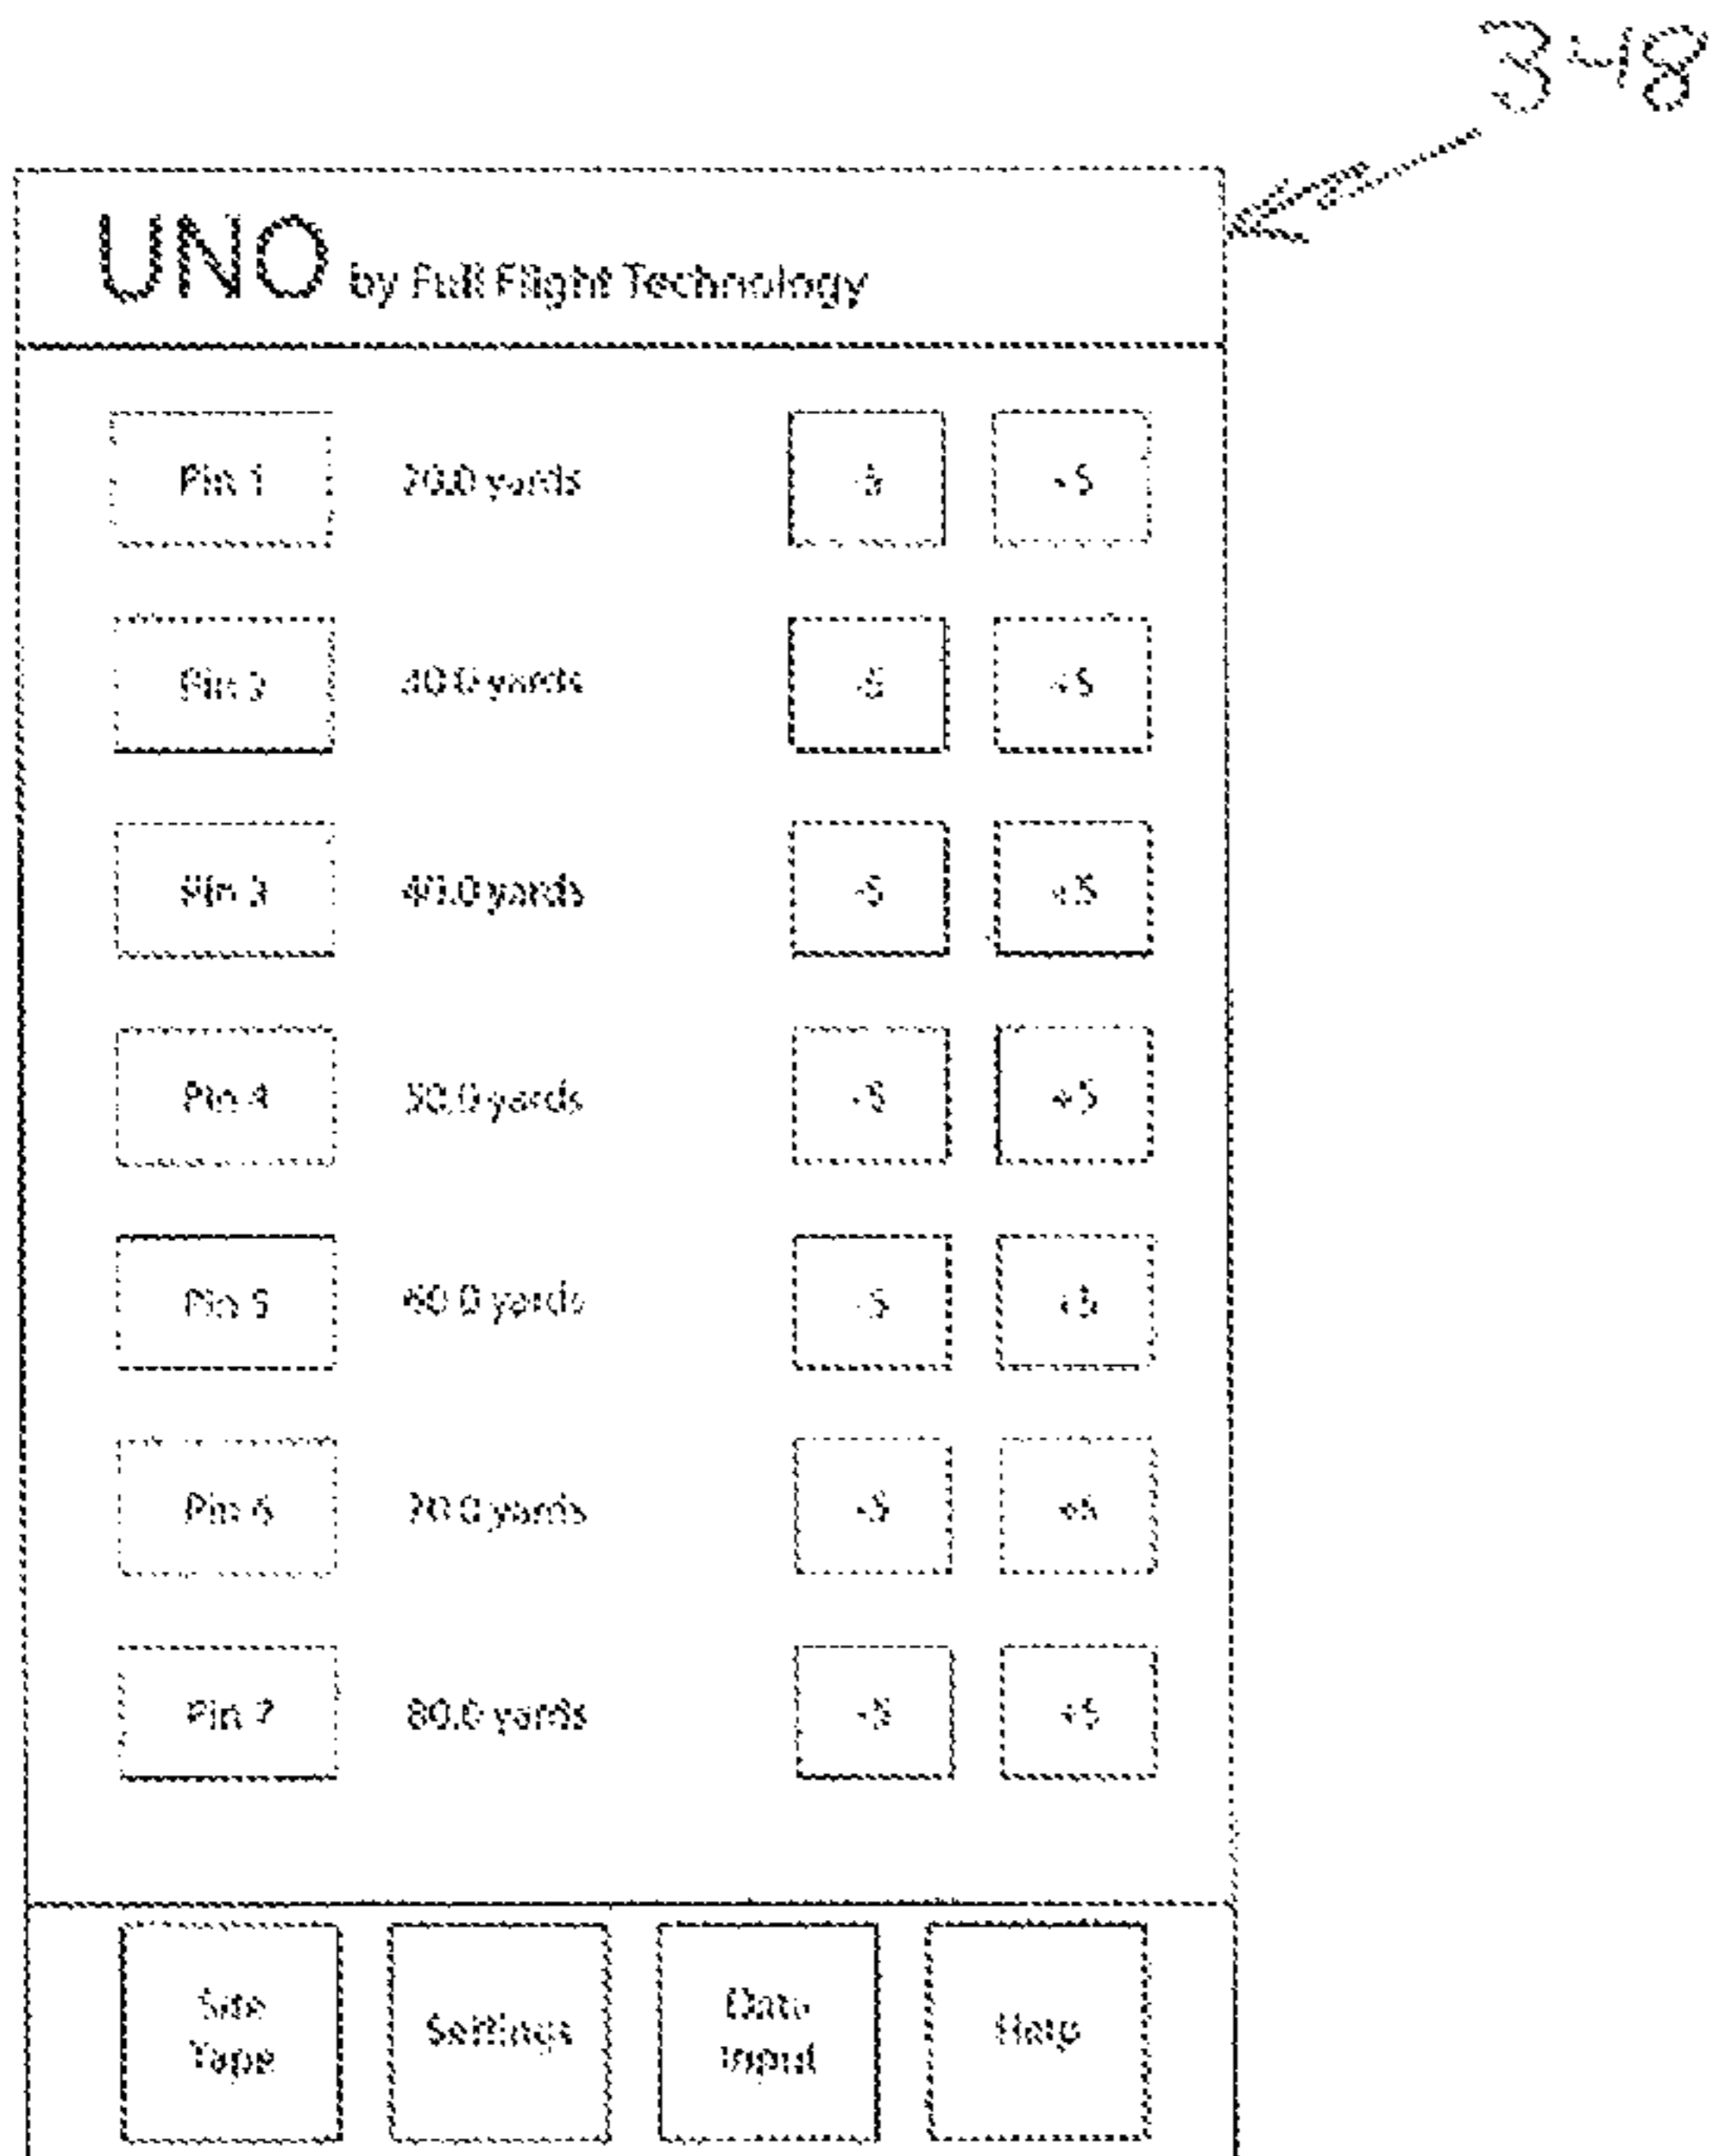 348
UNO by Full Flight Technology
Pin 1 20.0 yards -5 +5
Pin 2 yards -5 +5
Pin 3 40.0 yards -5 +5
Pin 4 50.0 yards -5 +5
Pin 5 60.0 yards -5 +5
Pin 6 70.0 yards -5 +5
Pin 7 80.0 yards -5 +5
Site
Tape
Settings
Data
Input
Help